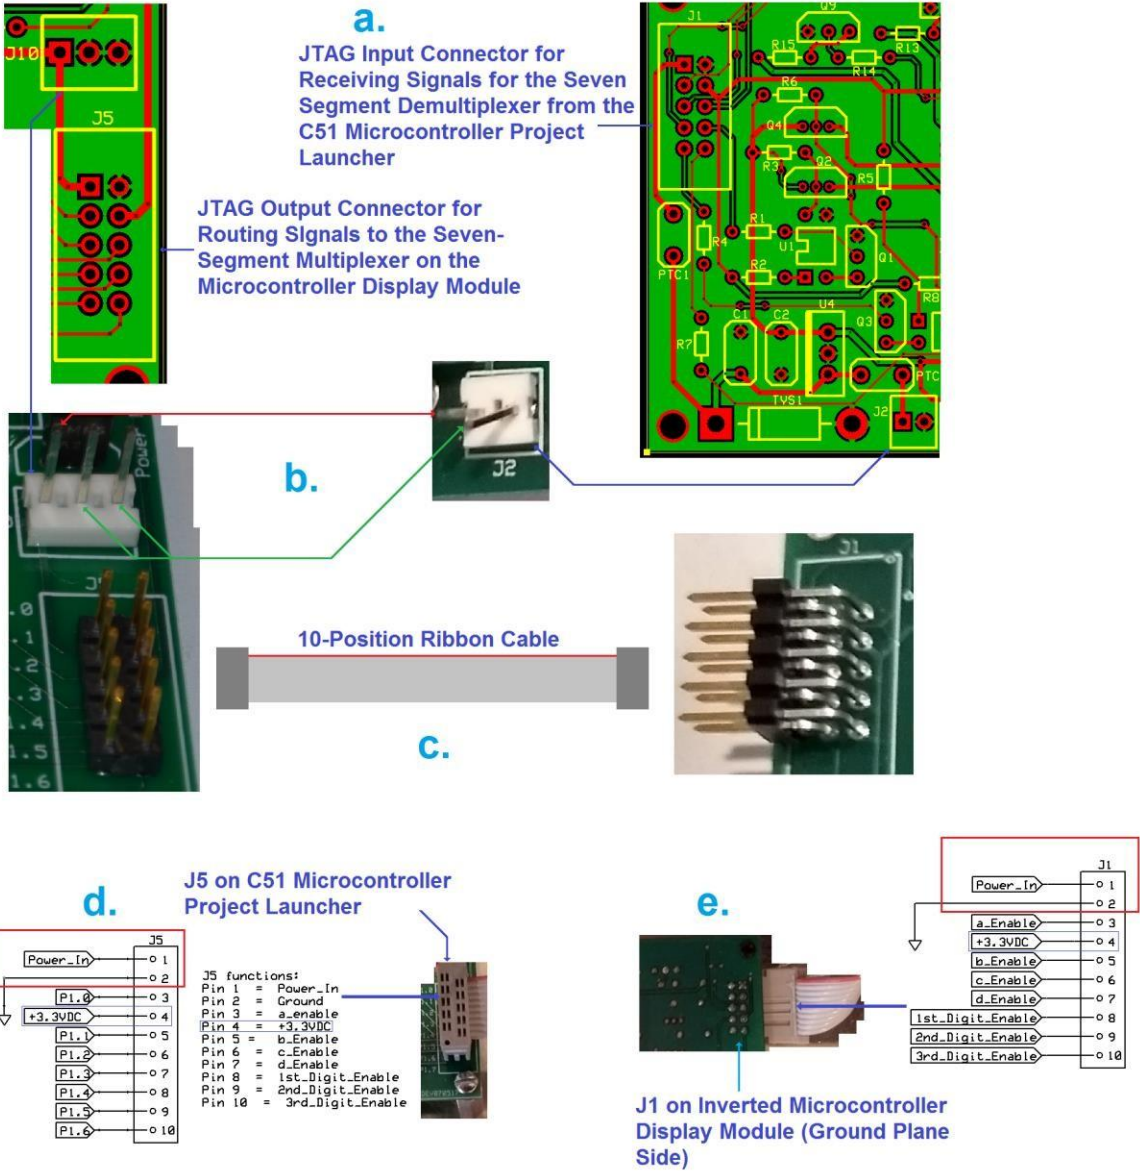 a.
JTAG Input Connector for
Receiving Signals for the Seven
Segment Demultiplexer from the
C51 Microcontroller Project
Launcher
J10
J5
JTAG Output Connector for
Routing SIgnals to the Seven-
Segment Multiplexer on the
Microcontroller Display Module
J1
Q9
R15
R13
R14
R6
Q4
R3
Q2
R5
R1
R4
U1
Q1
PTC1
R2
R8
U4
C1
C2
Q3
R7
PTC
TVS1
J2
b.
Power
J2
.0
.1
.2
.3
.4
1.5
1.6
J1
10-Position Ribbon Cable
c.
d.
J5 on C51 Microcontroller
Project Launcher
J5
Power_In 1
2
P1.0 3
+3.3VDC 4
P1.1 5
P1.2 6
P1.3 7
P1.4 8
P1.5 9
P1.6 10
J5 functions:
Pin 1 = Power_In
Pin 2 = Ground
Pin 3 = a_enable
Pin 4 = +3.3VDC
Pin 5 = b_Enable
Pin 6 = c_Enable
Pin 7 = d_Enable
Pin 8 = 1st_Digit_Enable
Pin 9 = 2nd_Digit_Enable
Pin 10 = 3rd_Digit_Enable
P1.7
e.
J1
Power_In 1
2
a_Enable 3
+3.3VDC 4
b_Enable 5
c_Enable 6
d_Enable 7
1st_Digit_Enable 8
2nd_Digit_Enable 9
3rd_Digit_Enable 10
J1 on Inverted Microcontroller
Display Module (Ground Plane
Side)